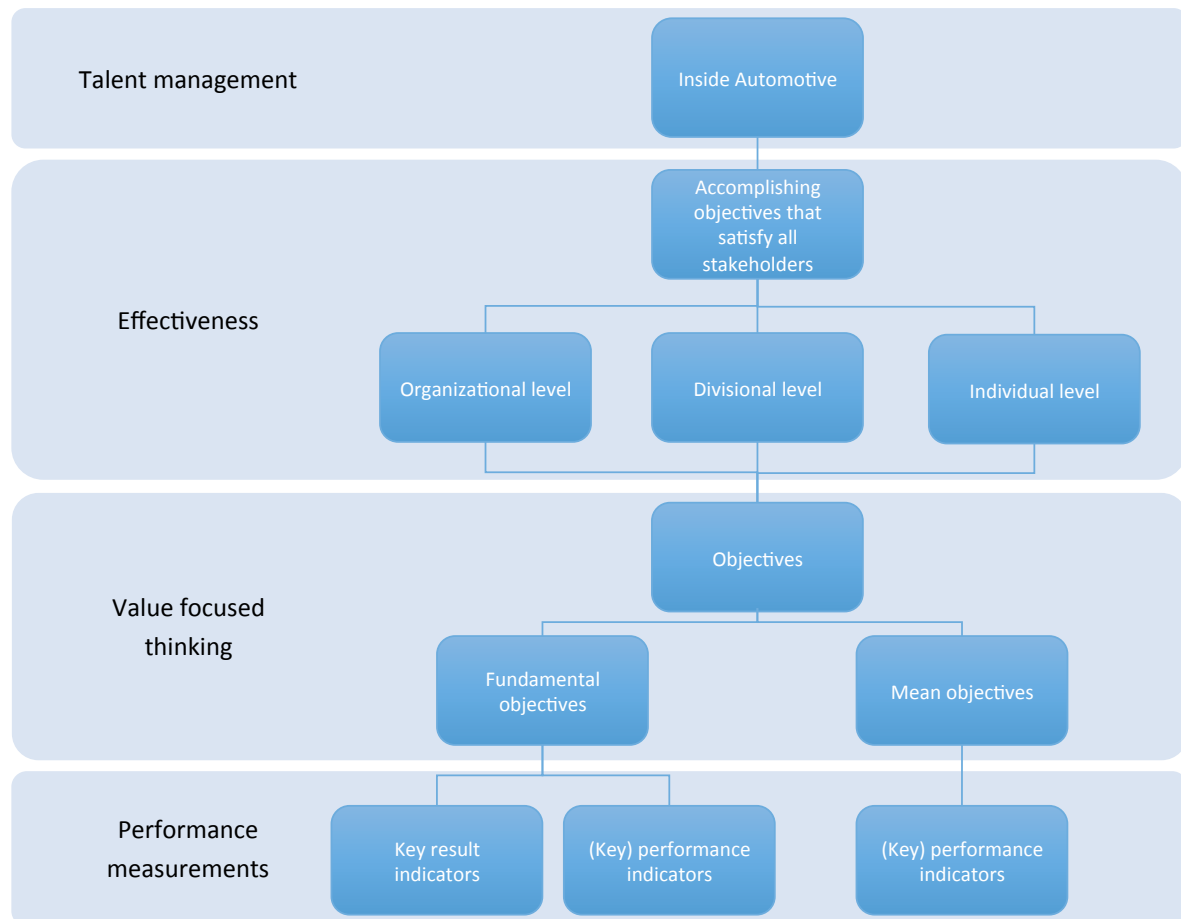 Talent management
Inside Automotive
Accomplishing
objectives that
satisfy all
stakeholders
Effectiveness
Organizational level
Divisional level
Individual level
Objectives
Value focused
thinking
Fundamental
objectives
Mean objectives
Performance
measurements
Key result
indicators
(Key) performance
indicators
(Key) performance
indicators